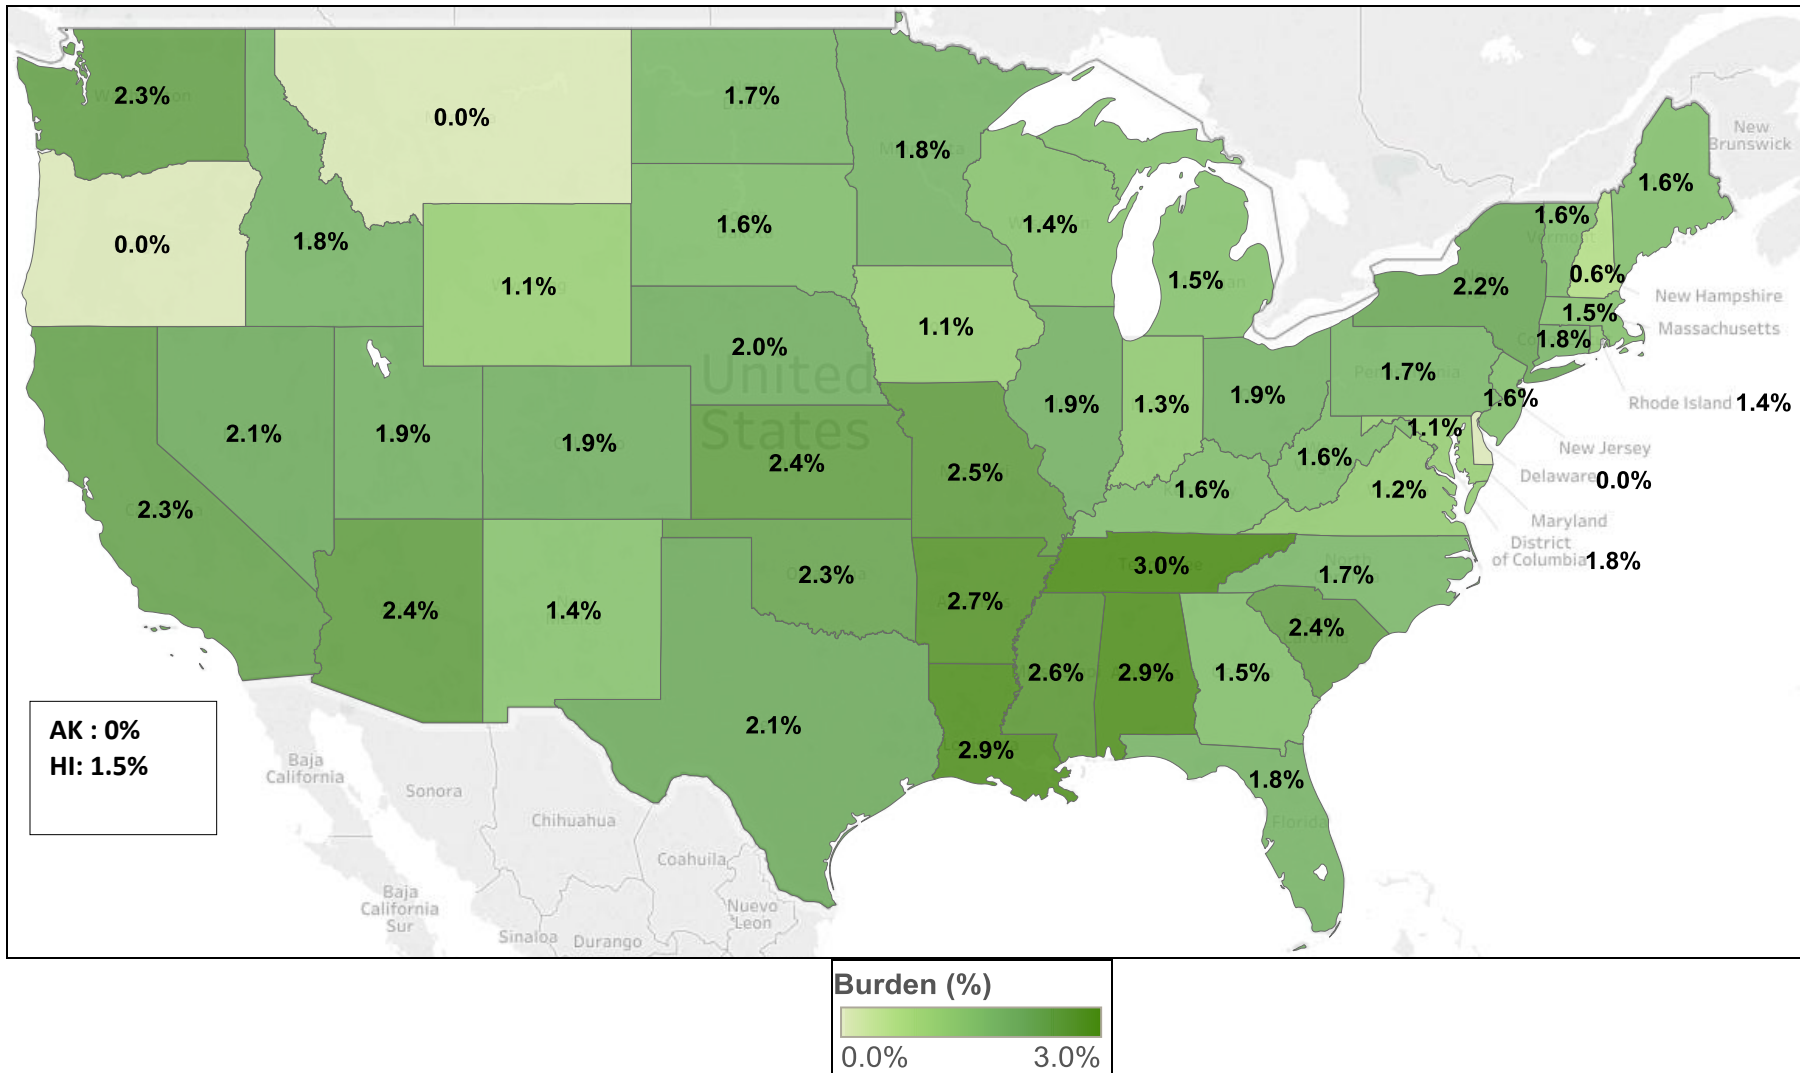 2.3%
0.0%
1.7%
1.8%
New
Brunswick
1.6%
0.0%
1.8%
1.1%
1.6%
1.4%
1.5%
1.6%
Vermont
0.6%
2.2%
New Hampshire
1.5%
Massachusetts
1.8%
2.0%
1.1%
United
States
1.7%
1.6%
Rhode Island 1.4%
2.3%
2.1%
1.9%
1.9%
2.4%
2.5%
1.9%
1.3%
1.9%
1.1%
1.6%
1.6%
1.2%
New Jersey
Delaware 0.0%
Maryland
District
of Columbia 1.8%
2.4%
1.4%
2.3%
2.7%
3.0%
1.7%
2.4%
2.1%
2.9%
2.6%
2.9%
1.5%
1.8%
Florida
AK : 0%
HI: 1.5%
Baja
California
Sonora
Chihuahua
Coahuila
Baja
California
Sur
Nuevo
Leon
Sinaloa
Durango
Burden (%)
0.0% 3.0%